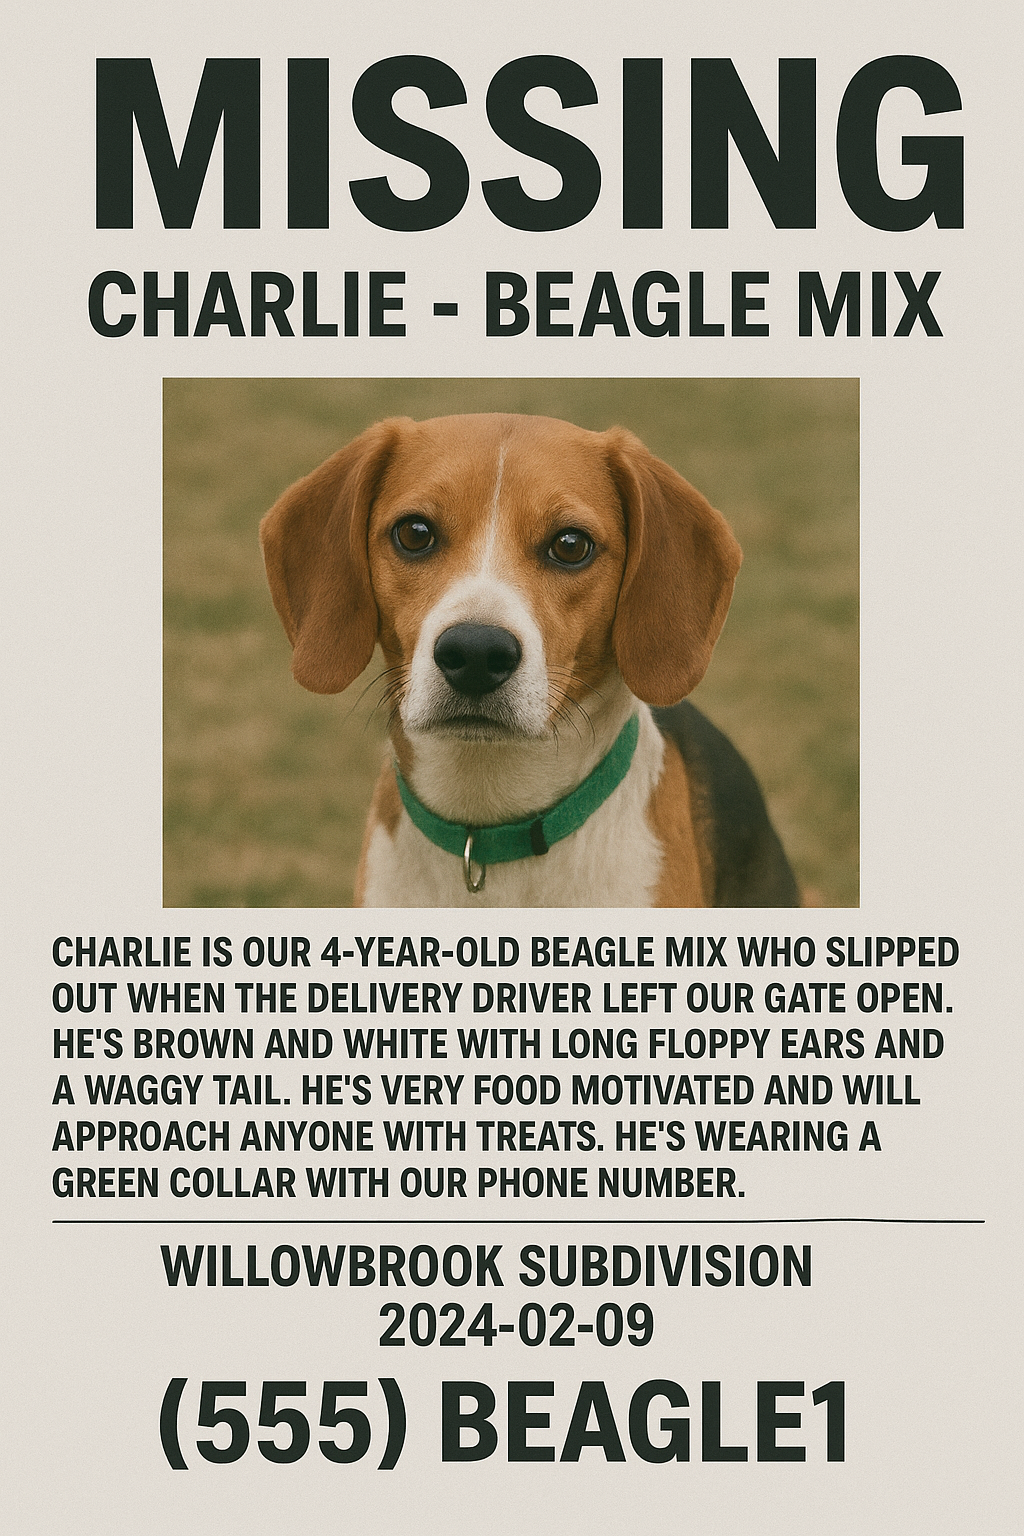 MISSING
CHARLIE - BEAGLE MIX
CHARLIE IS OUR 4-YEAR-OLD BEAGLE MIX WHO SLIPPED
OUT WHEN THE DELIVERY DRIVER LEFT OUR GATE OPEN.
HE'S BROWN AND WHITE WITH LONG FLOPPY EARS AND
A WAGGY TAIL. HE'S VERY FOOD MOTIVATED AND WILL
APPROACH ANYONE WITH TREATS. HE'S WEARING A
GREEN COLLAR WITH OUR PHONE NUMBER.
WILLOWBROOK SUBDIVISION
2024-02-09
(555) BEAGLE1